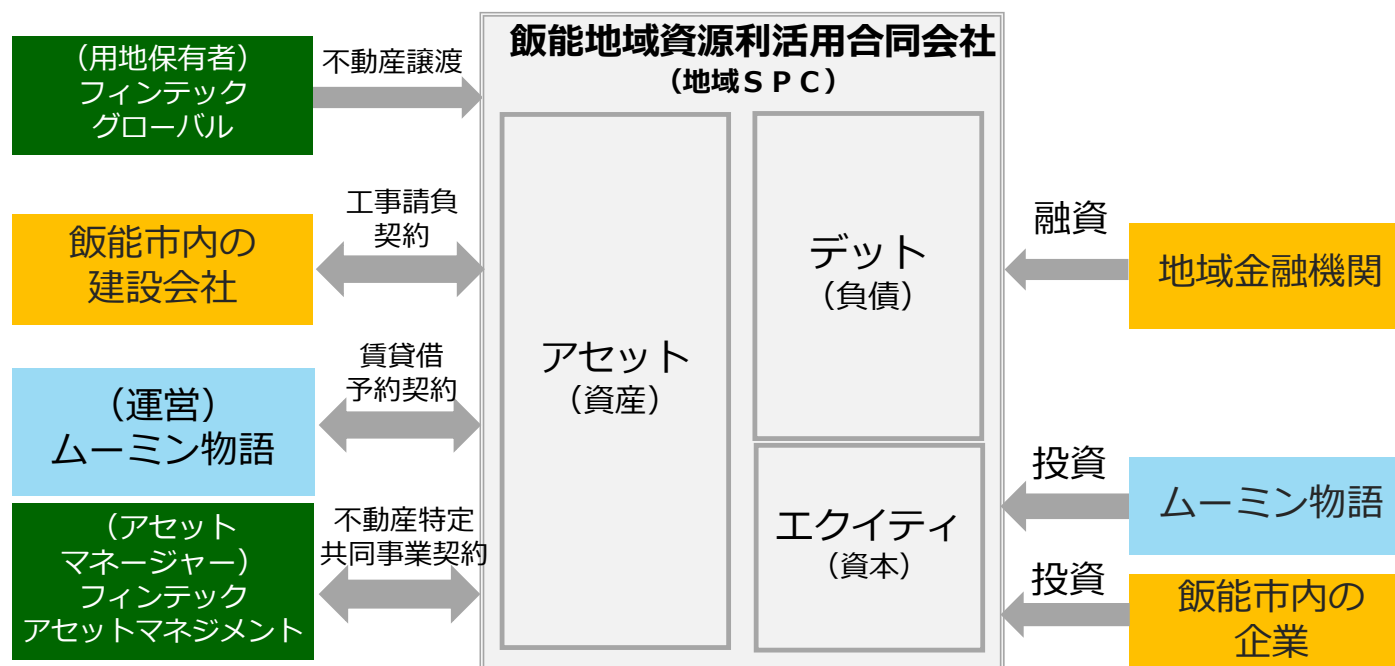 飯能地域資源利活用合同会社
（地域ＳＰＣ）
（用地保有者）
フィンテック
グローバル
不動産譲渡
飯能市内の
建設会社
工事請負
契約
（運営）
ムーミン物語
賃貸借
予約契約
（アセット
マネージャー）
フィンテック
アセットマネジメント
不動産特定
共同事業契約
アセット
（資産）
デット
（負債）
エクイティ
（資本）
融資
地域金融機関
投資
ムーミン物語
投資
飯能市内の
企業